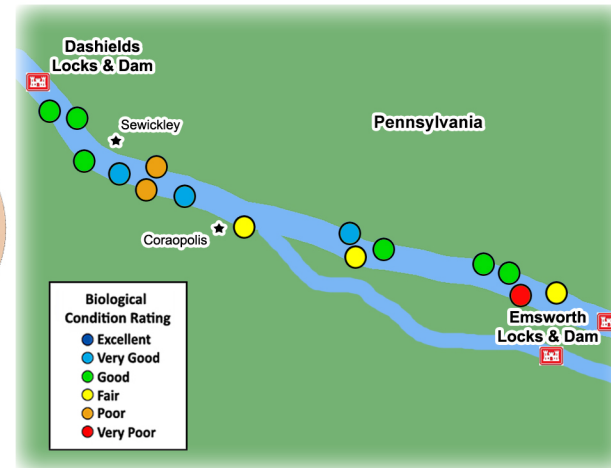 Dashields
Locks & Dam
Sewickley
Pennsylvania
Coraopolis
Emsworth
Locks & Dam
Biological
Condition Rating
Excellent
Very Good
Good
Fair
Poor
Very Poor